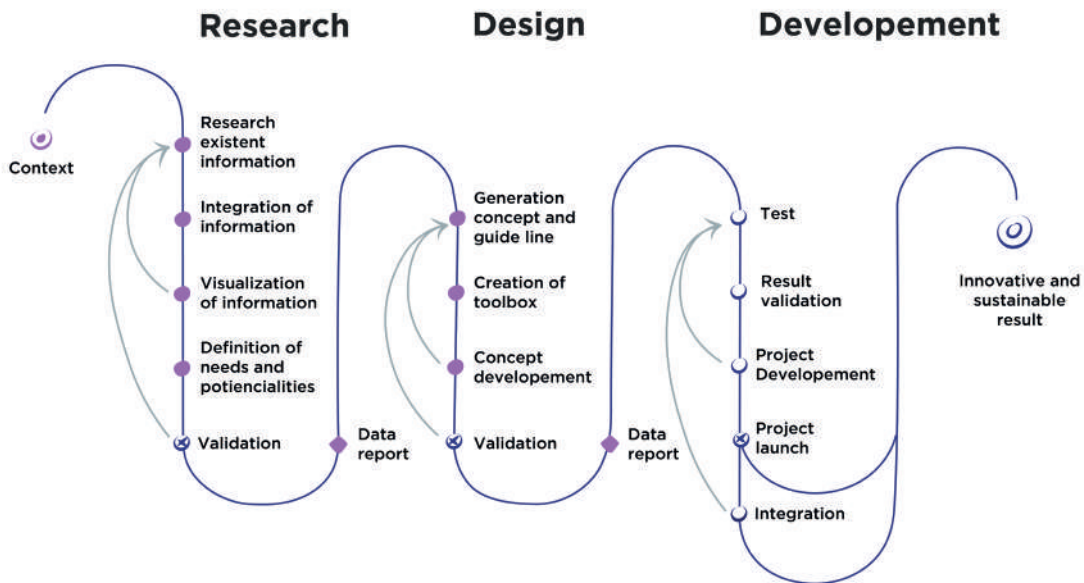 Research
Design
Developement
Context
Research
existent
information
Integration of
information
Visualization
of information
Definition of
needs and
potiencialities
Validation
Data
report
Generation
concept and
guide line
Creation of
toolbox
Concept
developement
Validation
Data
report
Test
Result
validation
Project
Developement
Project
launch
Integration
Innovative and
sustainable
result